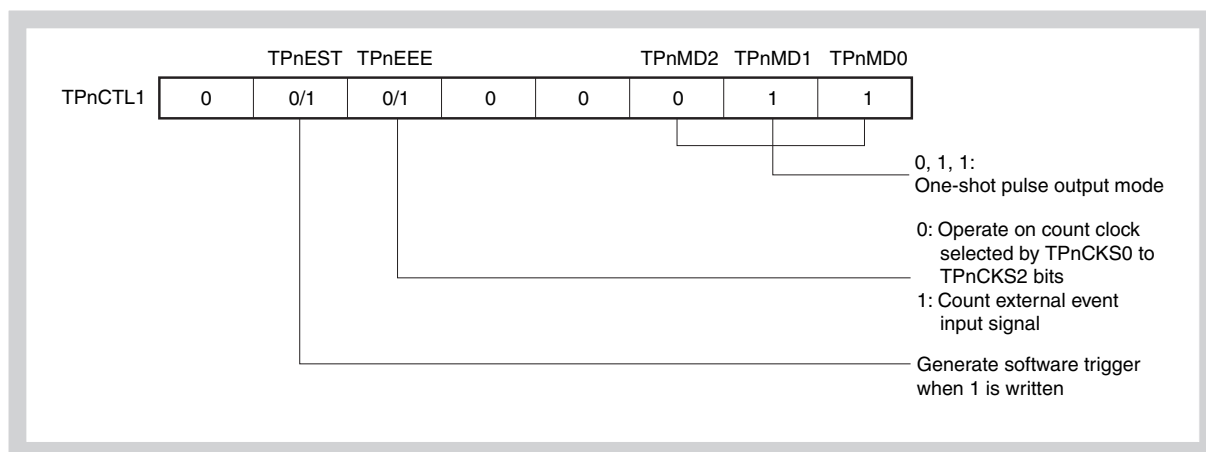 TPnEST TPnEEE TPnMD2 TPnMD1 TPnMD0
TPnCTL1 0 0/1 0/1 0 0 0 1 1
0, 1, 1:
One-shot pulse output mode
0: Operate on count clock
selected by TPnCKS0 to
TPnCKS2 bits
1: Count external event
input signal
Generate software trigger
when 1 is written